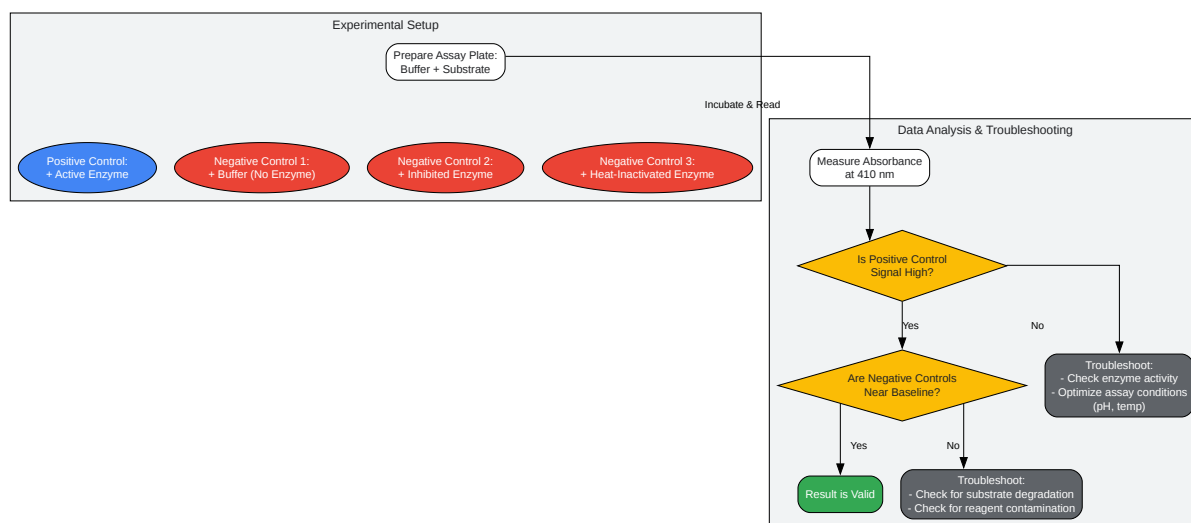 Experimental Setup
Prepare Assay Plate:
Buffer + Substrate
Incubate & Read
Positive Control:
+ Active Enzyme
Negative Control 1:
+ Buffer (No Enzyme)
Negative Control 2:
+ Inhibited Enzyme
Negative Control 3:
+ Heat-Inactivated Enzyme
Data Analysis & Troubleshooting
Measure Absorbance
at 410 nm
Is Positive Control
Signal High?
Yes
No
Are Negative Controls
Near Baseline?
Troubleshoot:
- Check enzyme activity
- Optimize assay conditions
(pH, temp)
Yes
No
Result is Valid
Troubleshoot:
- Check for substrate degradation
- Check for reagent contamination